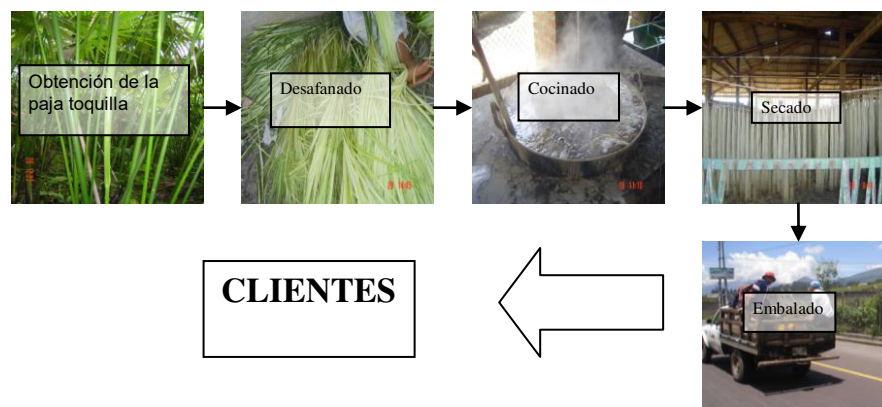 Obtención de la
paja toquilla
Desafanado
Cocinado
Secado
Embalado
CLIENTES